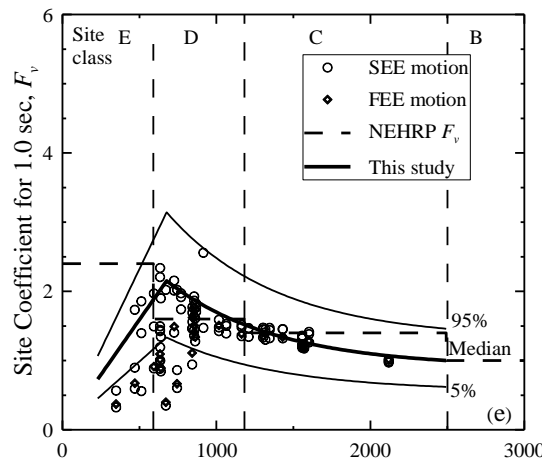 Site Coefficient for 1.0 sec, Fv
6
4
2
0
Site E D C B
class
SEE motion
FEE motion
NEHRP Fv
This study
95%
Median
5%
(e)
0 1000 2000 3000